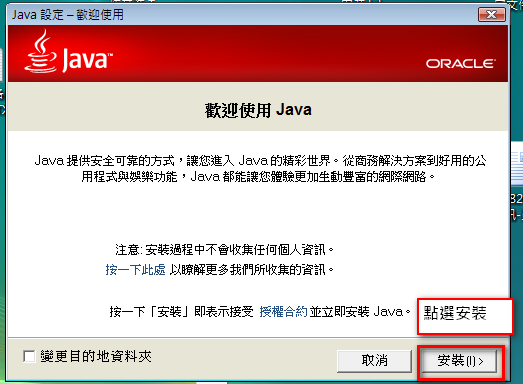 Java 設定 – 歡迎使用
Java™
ORACLE
歡迎使用 Java
Java 提供安全可靠的方式，讓您進入 Java的精彩世界。從商務解決方案到好用的公
用程式與娛樂功能，Java 都能讓您體驗更加生動豐富的網際網路。
注意: 安裝過程中不會收集任何個人資訊。
按一下此處 以瞭解更多我們所收集的資訊。
按一下「安裝」即表示接受 授權合約 並立即安裝 Java。
點選安裝
變更目的地資料夾
取消
安裝(I) >